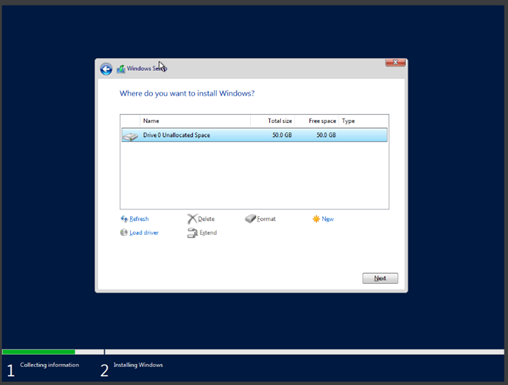 Windows Setup
Where do you want to install Windows?
Name Total size Free space Type
Drive 0 Unallocated Space 50.0 GB 50.0 GB
Refresh Delete Format New
Load driver Extend
Next
1 Collecting information 2 Installing Windows